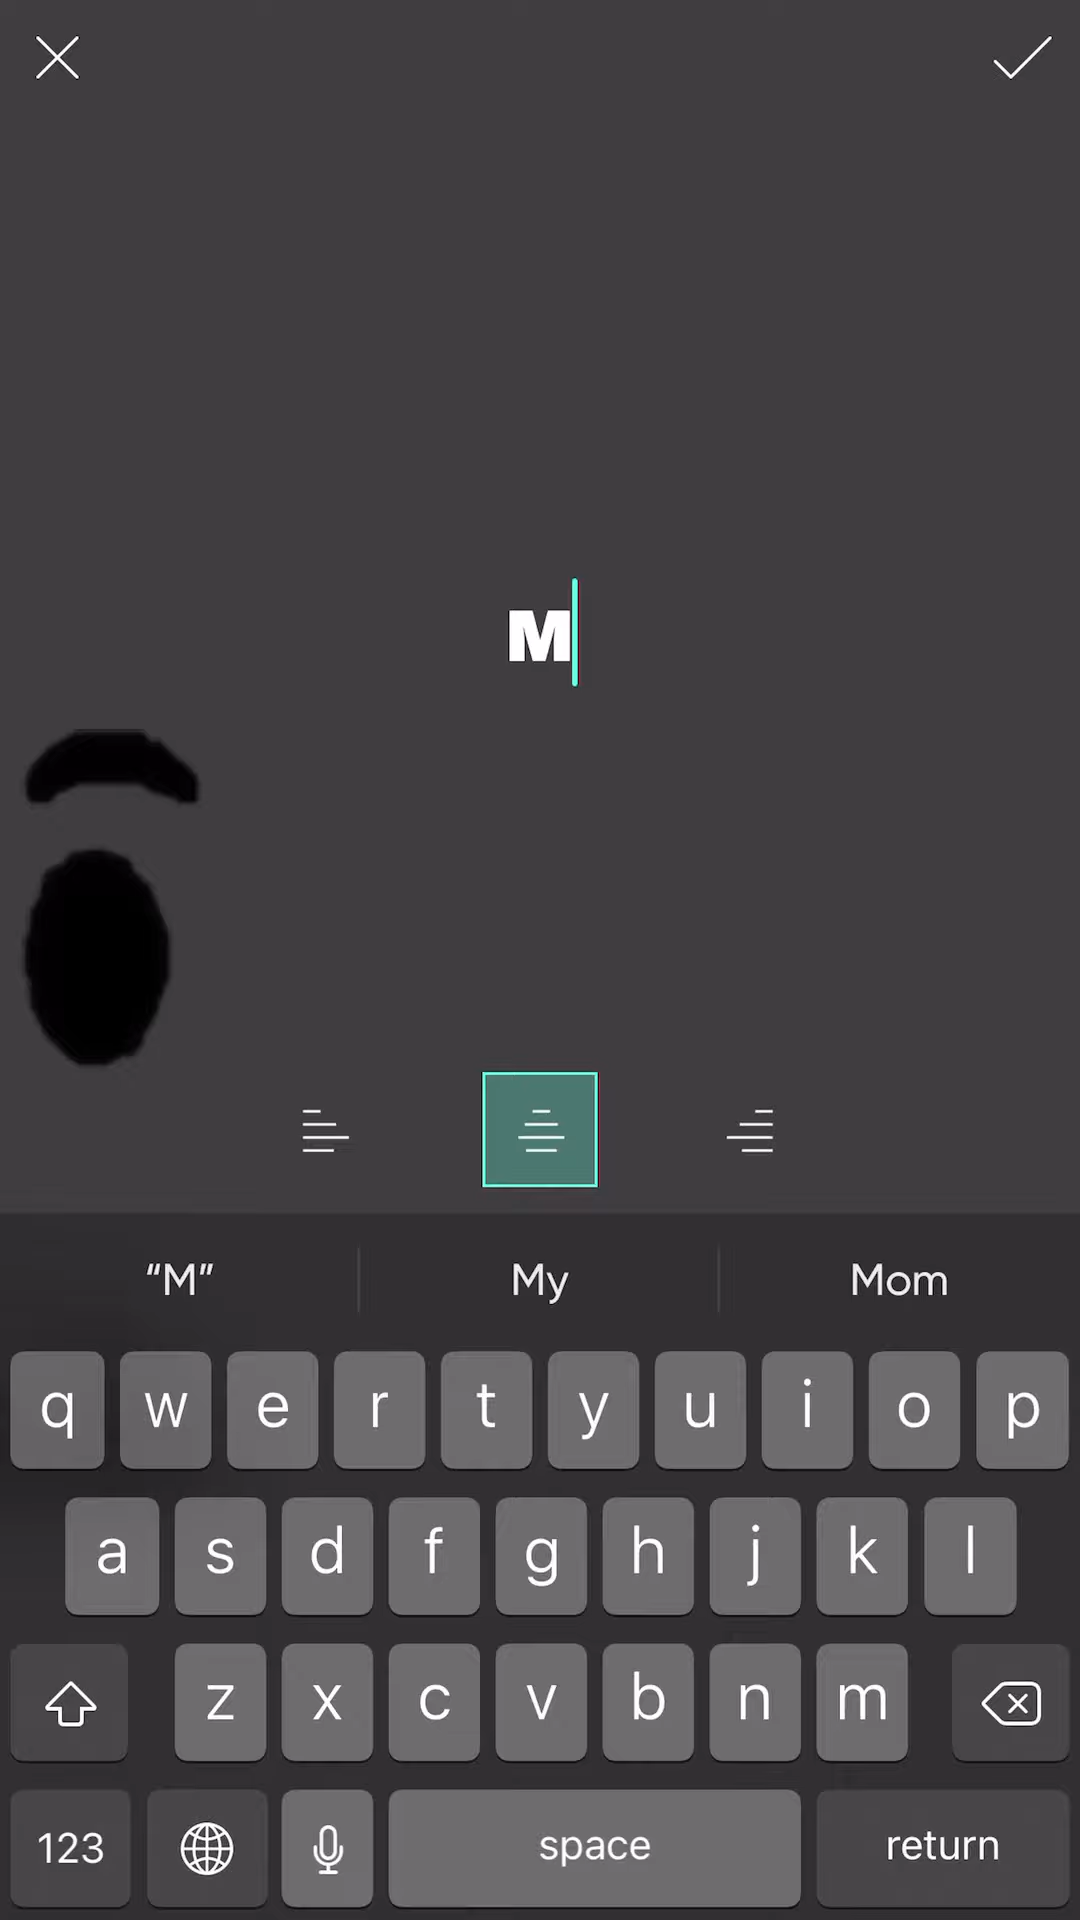 M
“M” My Mom
q w e r t y u i o p
a s d f g h j k l
z x c v b n m
123 space return